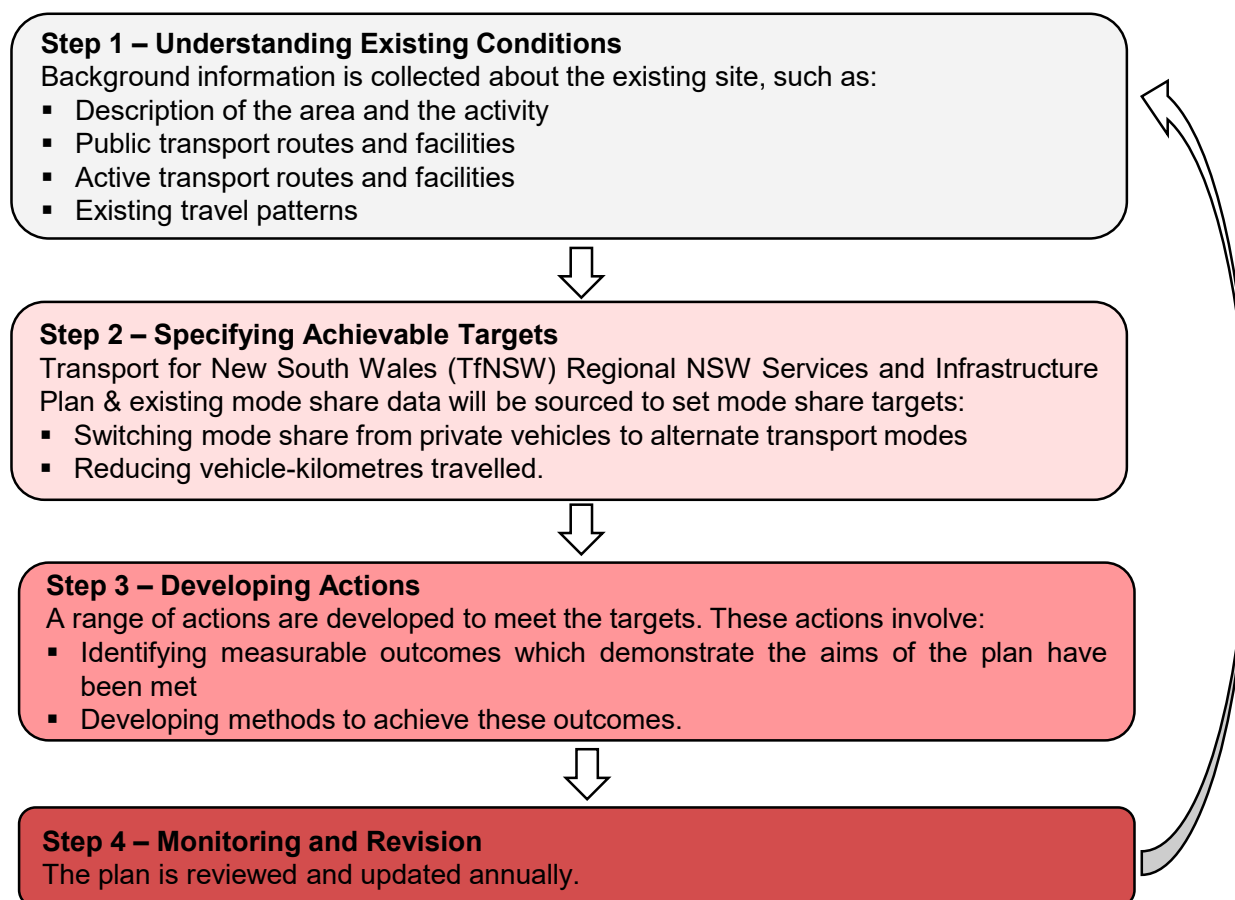 Step 1 – Understanding Existing Conditions
Background information is collected about the existing site, such as:
▪ Description of the area and the activity
▪ Public transport routes and facilities
▪ Active transport routes and facilities
▪ Existing travel patterns
Step 2 – Specifying Achievable Targets
Transport for New South Wales (TfNSW) Regional NSW Services and Infrastructure
Plan & existing mode share data will be sourced to set mode share targets:
▪ Switching mode share from private vehicles to alternate transport modes
▪ Reducing vehicle-kilometres travelled.
Step 3 – Developing Actions
A range of actions are developed to meet the targets. These actions involve:
▪ Identifying measurable outcomes which demonstrate the aims of the plan have
been met
▪ Developing methods to achieve these outcomes.
Step 4 – Monitoring and Revision
The plan is reviewed and updated annually.